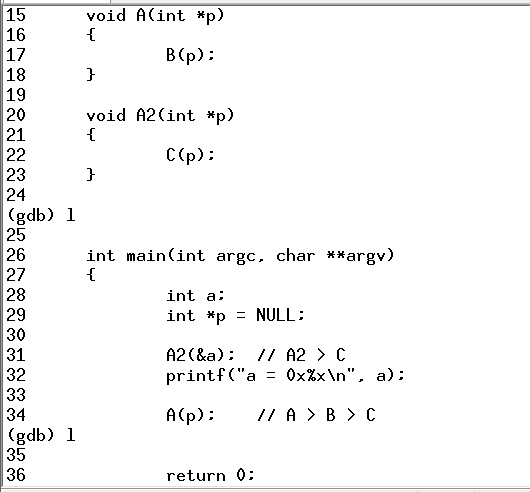 15      void A(int *p)
16      {
17              B(p);
18      }
19
20      void A2(int *p)
21      {
22              C(p);
23      }
24
(gdb) l
25
26      int main(int argc, char **argv)
27      {
28              int a;
29              int *p = NULL;
30
31              A2(&a);  // A2 > C
32              printf("a = 0x%x\n", a);
33
34              A(p);    // A > B > C
(gdb) l
35
36              return 0;